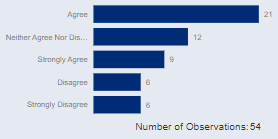 Agree 21
Neither Agree Nor Dis... 12
Strongly Agree 9
Disagree 6
Strongly Disagree 6
Number of Observations: 54